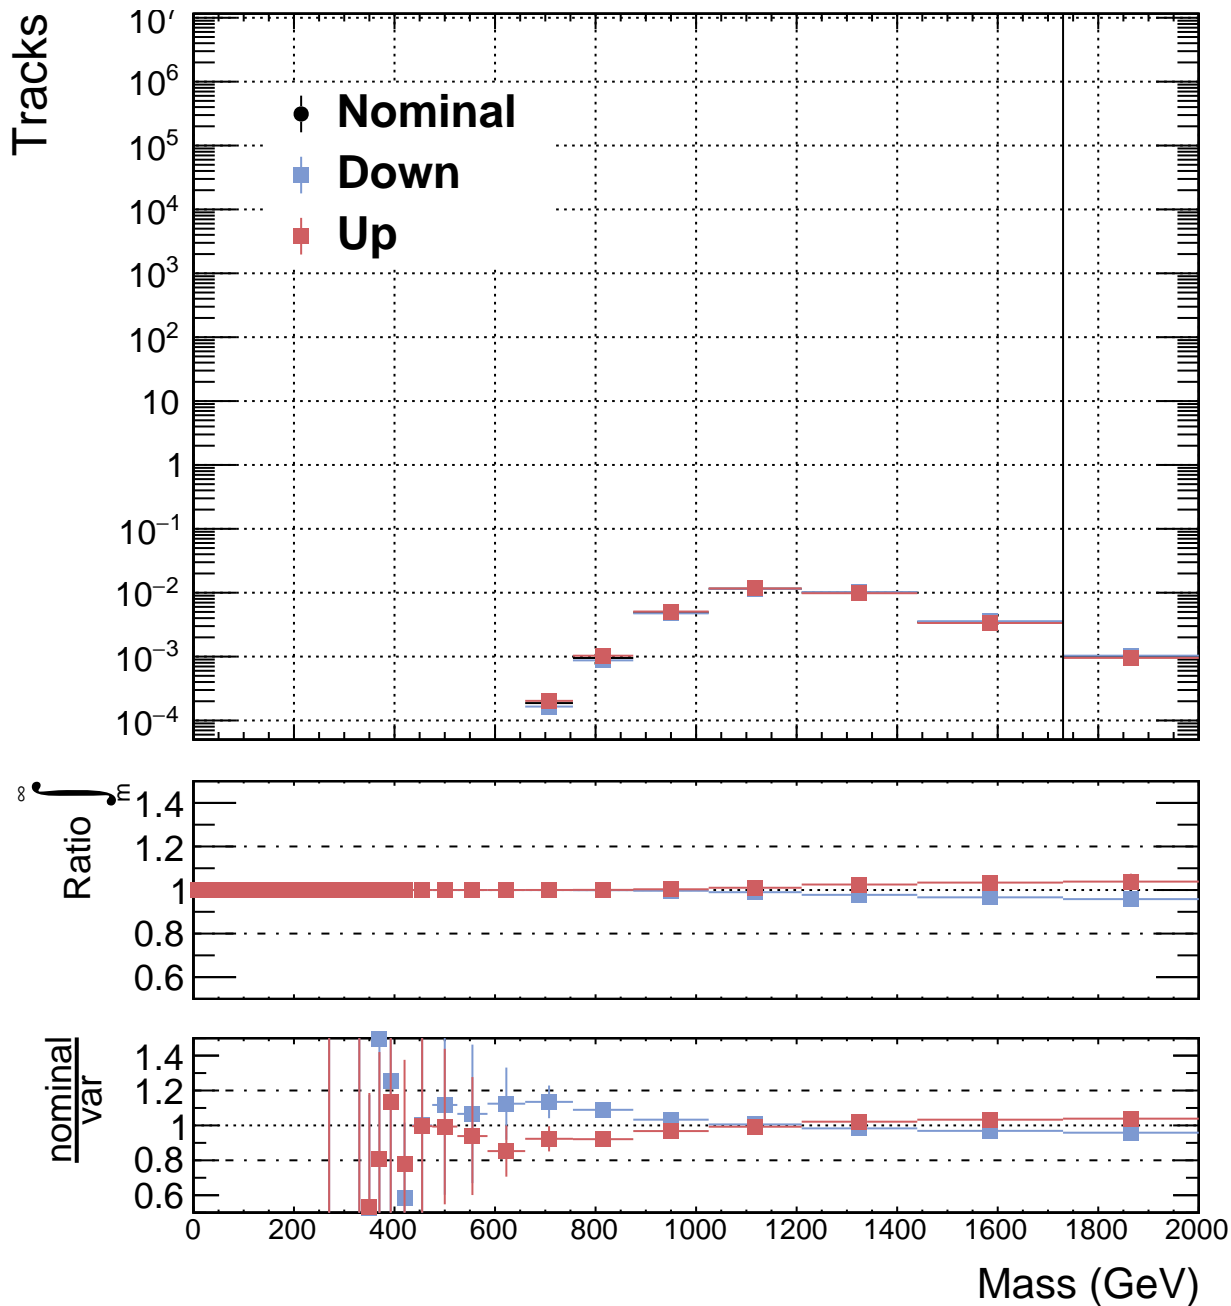 Tracks
10⁷
10⁶
10⁵
10⁴
10³
10²
10
1
10⁻¹
10⁻²
10⁻³
10⁻⁴
Nominal
Down
Up
Ratio ∫ m ∞
1.4
1.2
1
0.8
0.6
nominal
var
1.4
1.2
1
0.8
0.6
0 200 400 600 800 1000 1200 1400 1600 1800 2000
Mass (GeV)